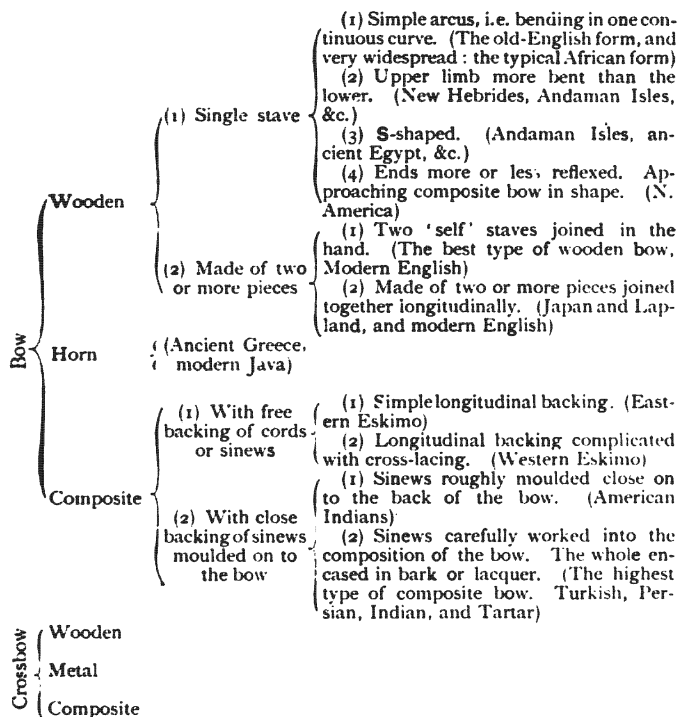 (1) Simple arcus, i.e. bending in one con-
tinuous curve. (The old-English form, and
very widespread : the typical African form)
(2) Upper limb more bent than the
lower. (New Hebrides, Andaman Isles,
&c.)
(1) Single stave
(3) S-shaped. (Andaman Isles, an-
cient Egypt, &c.)
(4) Ends more or less reflexed. Ap-
proaching composite bow in shape. (N.
America)
Wooden
(1) Two 'self' staves joined in the
hand. (The best type of wooden bow,
Modern English)
(2) Made of two
or more pieces
(2) Made of two or more pieces joined
together longitudinally. (Japan and Lap-
land, and modern English)
Bow
Horn
(Ancient Greece,
modern Java)
(1) With free
backing of cords
or sinews
(1) Simple longitudinal backing. (East-
ern Eskimo)
(2) Longitudinal backing complicated
with cross-lacing. (Western Eskimo)
Composite
(2) With close
backing of sinews
moulded on to
the bow
(1) Sinews roughly moulded close on
to the back of the bow. (American
Indians)
(2) Sinews carefully worked into the
composition of the bow. The whole en-
cased in bark or lacquer. (The highest
type of composite bow. Turkish, Per-
sian, Indian, and Tartar)
Crossbow
Wooden
Metal
Composite